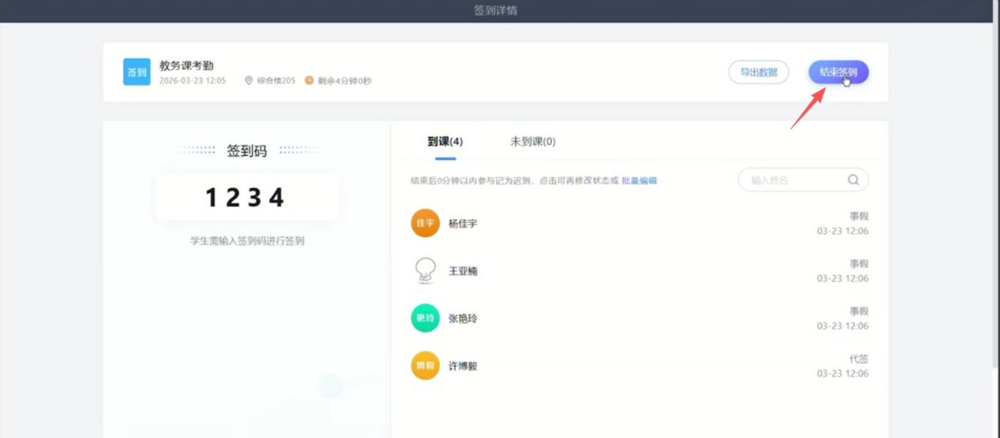 签到详情
签到
教务课考勤
2026-03-23 12:05 综合楼205 剩余4分钟0秒
导出数据
结束签到
签到码
1234
学生需输入签到码进行签到
到课(4) 未到课(0)
结束后0分钟以内参与记为迟到，点击可再修改状态或 批量编辑
输入姓名
佳宇 杨佳宇 事假
03-23 12:06
王亚楠 事假
03-23 12:06
艳玲 张艳玲 事假
03-23 12:06
博毅 许博毅 代签
03-23 12:06